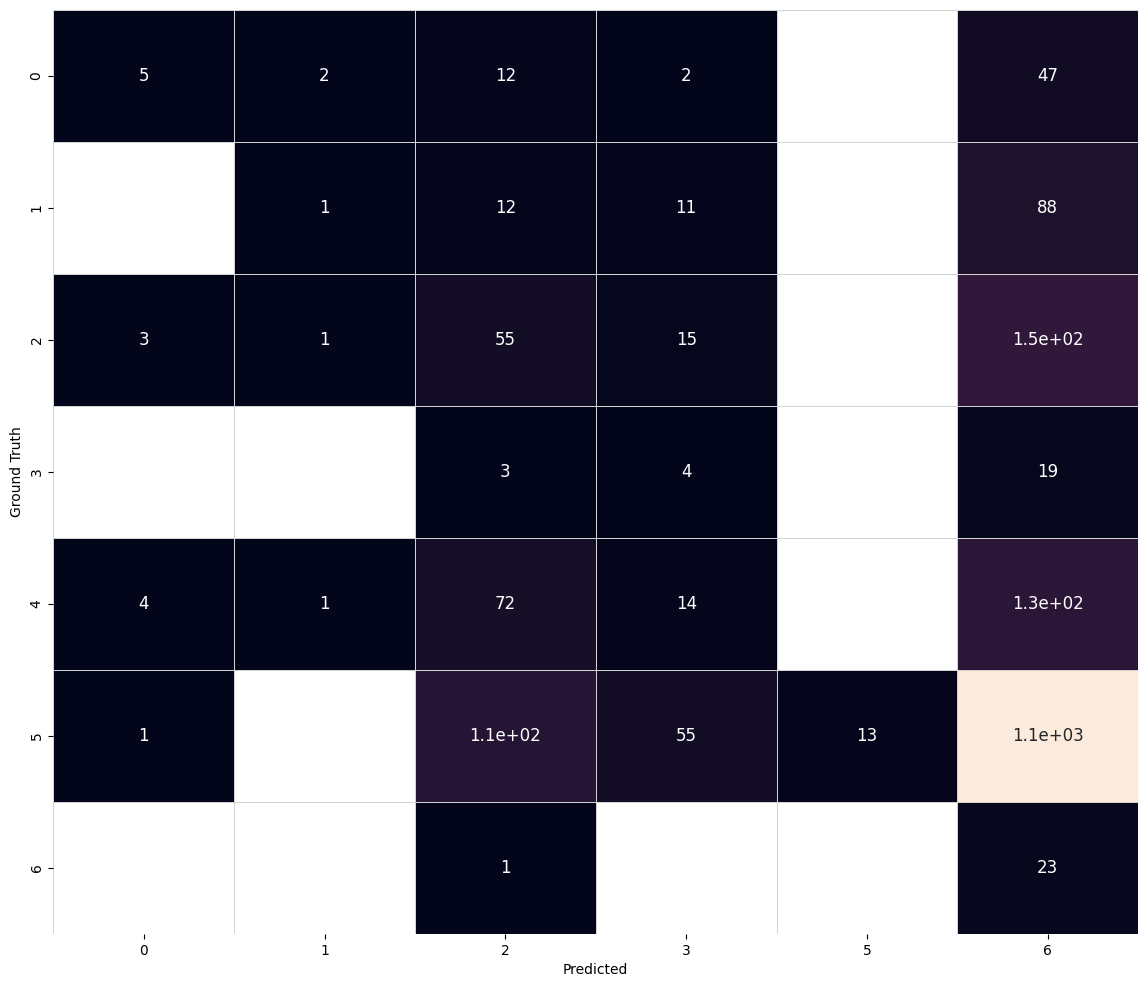 0 5 2 12 2 47
1 1 12 11 88
2 3 1 55 15 1.5e+02
3 3 4 19
4 4 1 72 14 1.3e+02
5 1 1.1e+02 55 13 1.1e+03
6 1 23
0 1 2 3 5 6
Predicted
Ground Truth